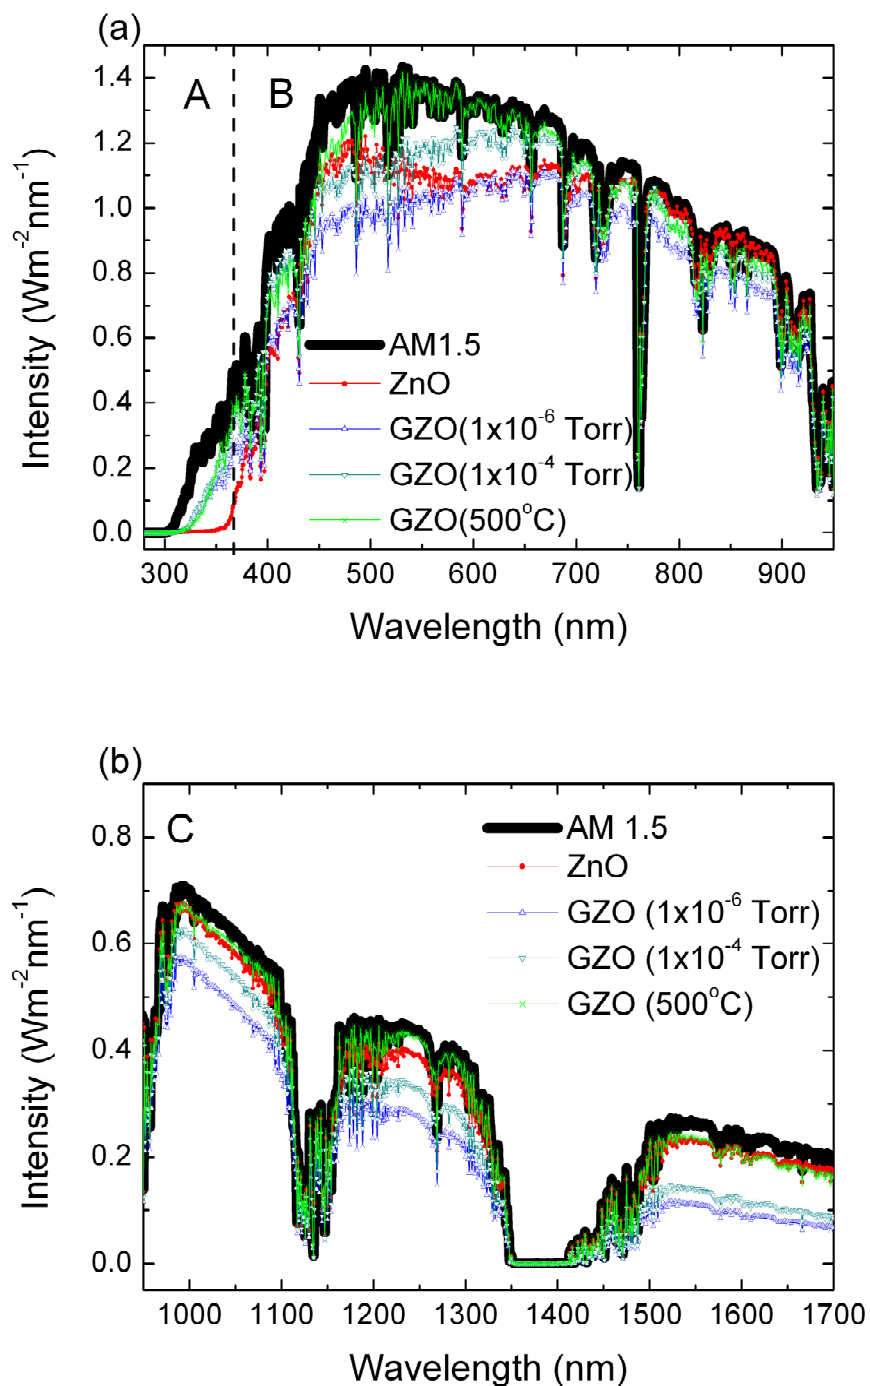 (a)
A B
1.4
1.2
1.0
0.8
0.6
0.4
0.2
0.0
Intensity (Wm⁻²nm⁻¹)
AM1.5
ZnO
GZO(1x10⁻⁶ Torr)
GZO(1x10⁻⁴ Torr)
GZO(500°C)
300 400 500 600 700 800 900
Wavelength (nm)
(b)
C
0.8
0.6
0.4
0.2
0.0
Intensity (Wm⁻²nm⁻¹)
AM 1.5
ZnO
GZO (1x10⁻⁶ Torr)
GZO (1x10⁻⁴ Torr)
GZO (500°C)
1000 1100 1200 1300 1400 1500 1600 1700
Wavelength (nm)